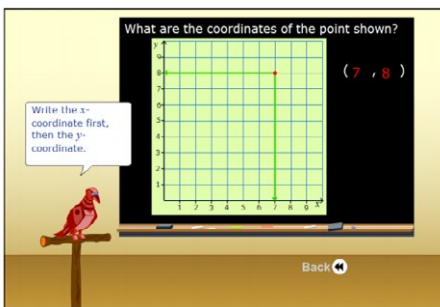 What are the coordinates of the point shown?
y
9
8
7
6
5
4
3
2
1
1 2 3 4 5 6 7 8 9 x
( 7 , 8 )
Write the x-
coordinate first,
then the y-
coordinate.
Back